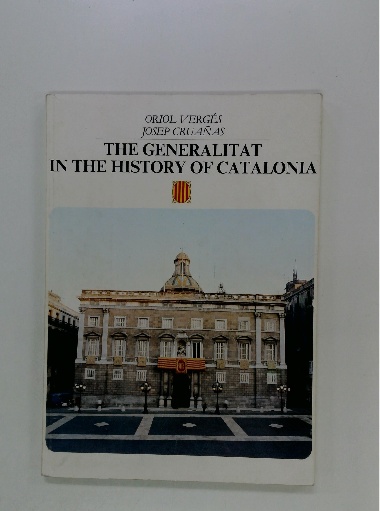 ORIOL VERGÉS
JOSEP CRUAÑAS
THE GENERALITAT
IN THE HISTORY OF CATALONIA